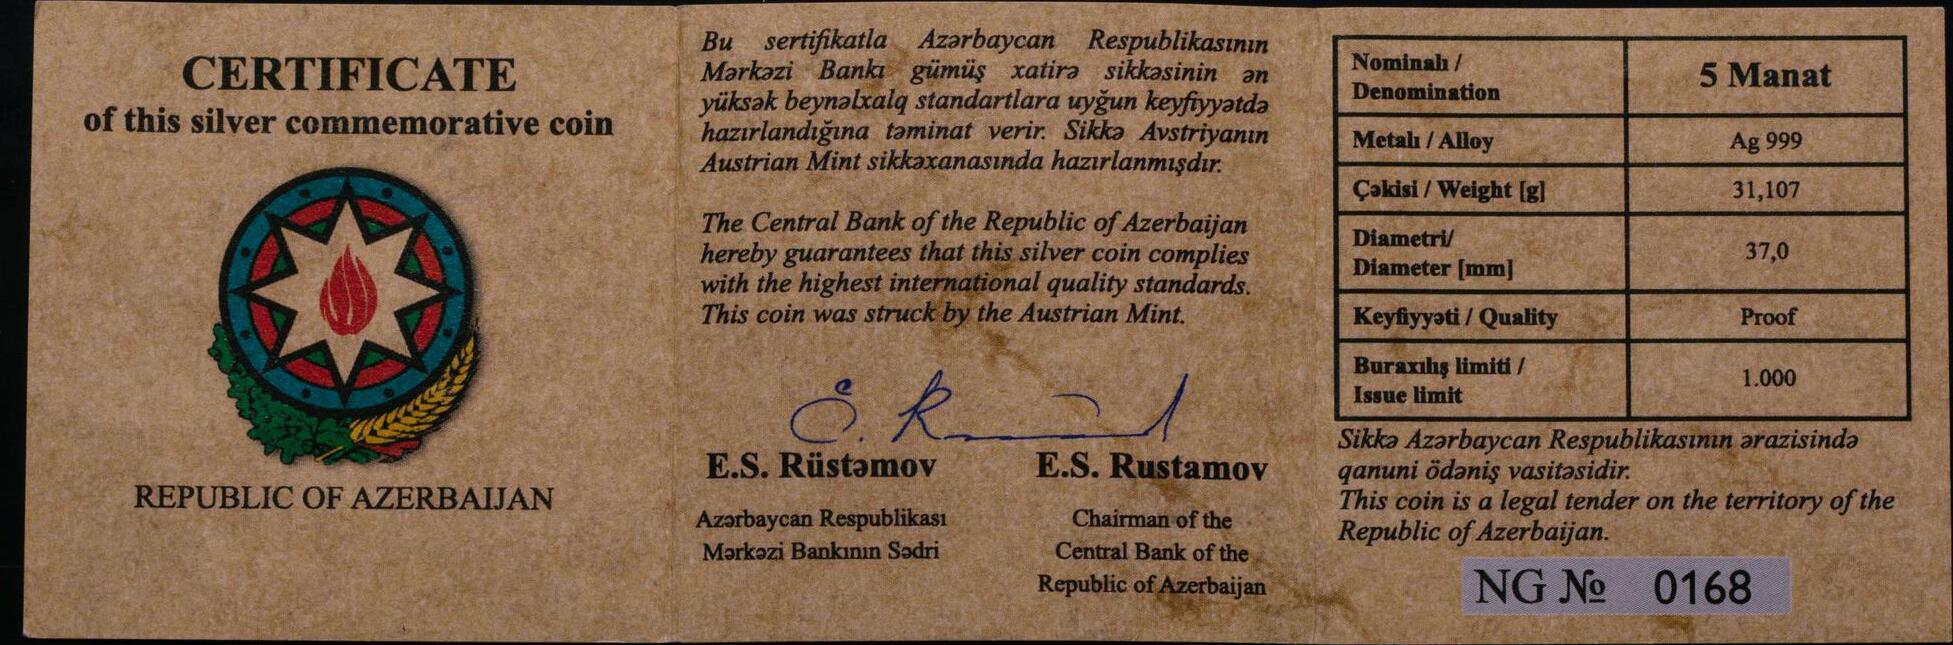 CERTIFICATE
of this silver commemorative coin
REPUBLIC OF AZERBAIJAN
Bu sertifikatla Azərbaycan Respublikasının
Mərkəzi Bankı gümüş xatirə sikkəsinin ən
yüksək beynəlxalq standartlara uyğun keyfiyyətdə
hazırlandığına təminat verir. Sikkə Avstriyanın
Austrian Mint sikkəxanasında hazırlanmışdır.
The Central Bank of the Republic of Azerbaijan
hereby guarantees that this silver coin complies
with the highest international quality standards.
This coin was struck by the Austrian Mint.
E.S. Rüstəmov
Azərbaycan Respublikası
Mərkəzi Bankının Sədri
E.S. Rustamov
Chairman of the
Central Bank of the
Republic of Azerbaijan
Nominalı /
Denomination
5 Manat
Metalı / Alloy
Ag 999
Çəkisi / Weight [g]
31,107
Diametri/
Diameter [mm]
37,0
Keyfiyyəti / Quality
Proof
Buraxılış limiti /
Issue limit
1.000
Sikkə Azərbaycan Respublikasının ərazisində
qanuni ödəniş vasitəsidir.
This coin is a legal tender on the territory of the
Republic of Azerbaijan.
NG № 0168